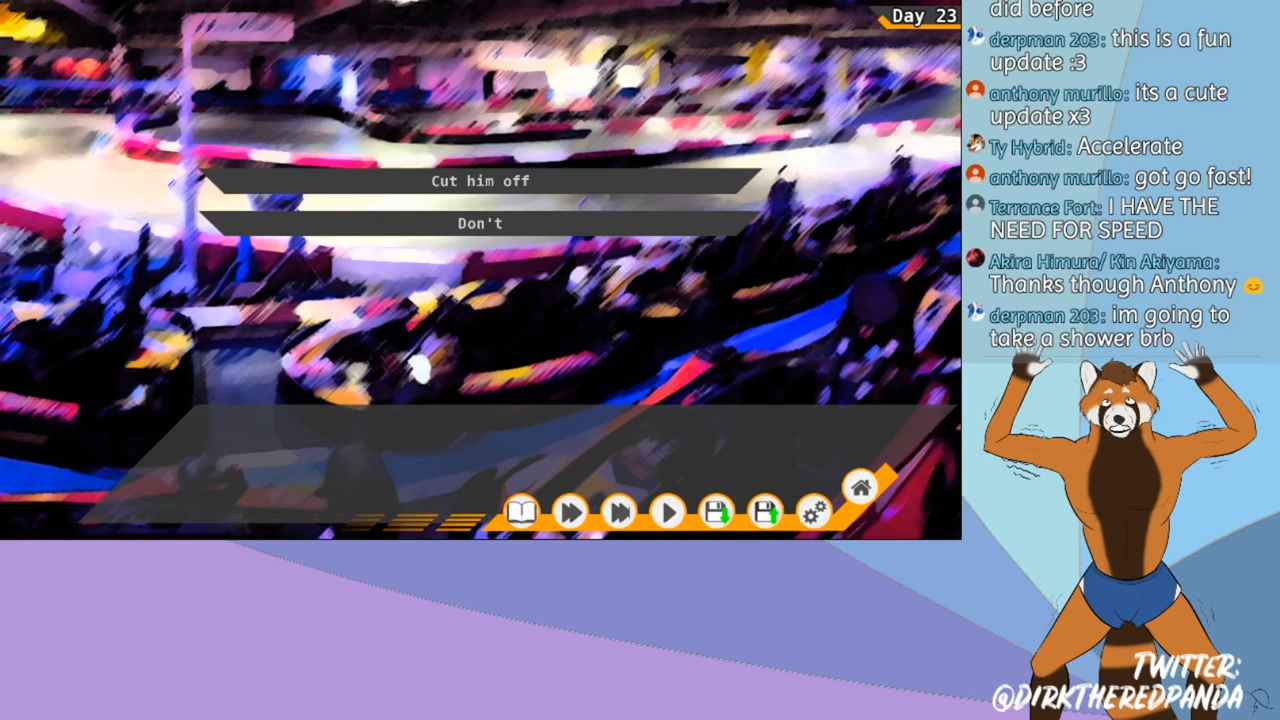 Day 23
Cut him off
Don't
did before
derpman 203: this is a fun
update :3
anthony murillo: its a cute
update x3
Ty Hybrid: Accelerate
anthony murillo: got go fast!
Terrance Fort: I HAVE THE
NEED FOR SPEED
Akira Himura/ Kin Akiyama:
Thanks though Anthony 😊
derpman 203: im going to
take a shower brb
TWITTER:
@DIRKTHEREDPANDA